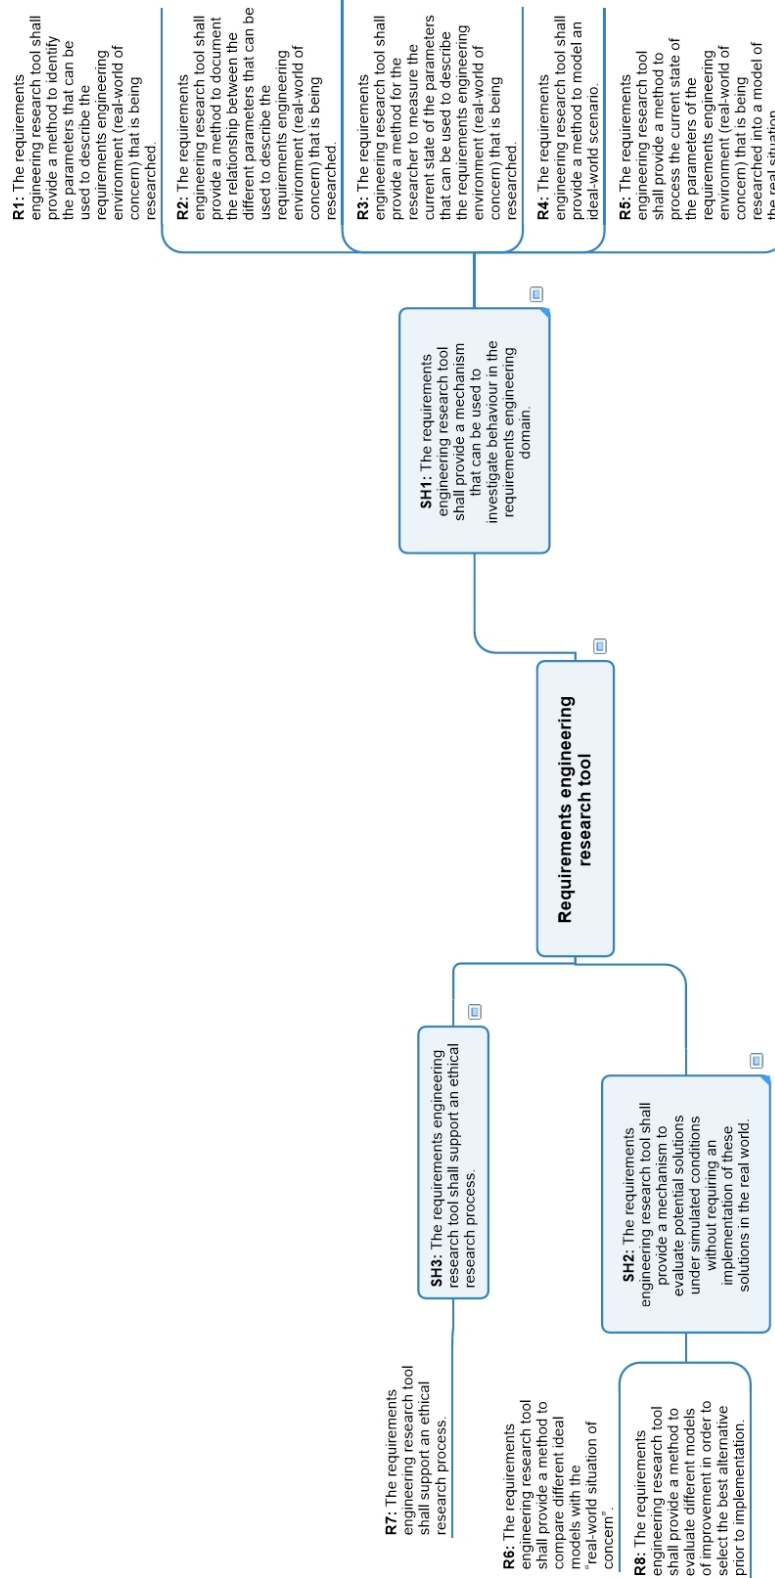 R1: The requirements
engineering research tool shall
provide a method to identify
the parameters that can be
used to describe the
requirements engineering
environment (real-world of
concern) that is being
researched.
R2: The requirements
engineering research tool shall
provide a method to document
the relationship between the
different parameters that can be
used to describe the
requirements engineering
environment (real-world of
concern) that is being
researched.
R3: The requirements
engineering research tool shall
provide a method for the
researcher to measure the
current state of the parameters
that can be used to describe
the requirements engineering
environment (real-world of
concern) that is being
researched.
R4: The requirements
engineering research tool shall
provide a method to model an
ideal-world scenario.
R5: The requirements
engineering research tool
shall provide a method to
process the current state of
the parameters of the
requirements engineering
environment (real-world of
concern) that is being
researched into a model of
the real situation
SH1: The requirements
engineering research tool
shall provide a mechanism
that can be used to
investigate behaviour in the
requirements engineering
domain.
Requirements engineering
research tool
SH3: The requirements engineering
research tool shall support an ethical
research process.
SH2: The requirements
engineering research tool shall
provide a mechanism to
evaluate potential solutions
under simulated conditions
without requiring an
implementation of these
solutions in the real world.
R7: The requirements
engineering research tool
shall support an ethical
research process.
R6: The requirements
engineering research tool
shall provide a method to
compare different ideal
models with the
"real-world situation of
concern".
R8: The requirements
engineering research tool
shall provide a method to
evaluate different models
of improvement in order to
select the best alternative
prior to implementation.